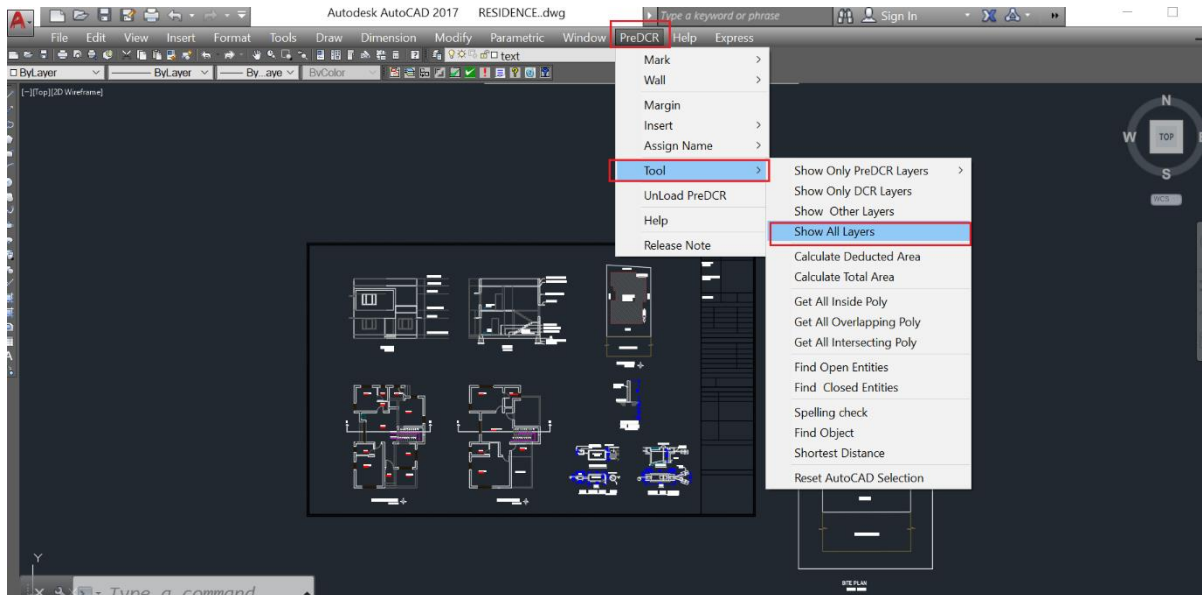 Autodesk AutoCAD 2017 RESIDENCE..dwg
Type a keyword or phrase
Sign In
File Edit View Insert Format Tools Draw Dimension Modify Parametric Window PreDCR Help Express
text
ByLayer ByLayer By...aye ByColor
[-][Top][2D Wireframe]
Mark
Wall
Margin
Insert
Assign Name
Tool
UnLoad PreDCR
Help
Release Note
Show Only PreDCR Layers
Show Only DCR Layers
Show Other Layers
Show All Layers
Calculate Deducted Area
Calculate Total Area
Get All Inside Poly
Get All Overlapping Poly
Get All Intersecting Poly
Find Open Entities
Find Closed Entities
Spelling check
Find Object
Shortest Distance
Reset AutoCAD Selection
N
W TOP
S
WCS
SITE PLAN
Y
X
Type a command